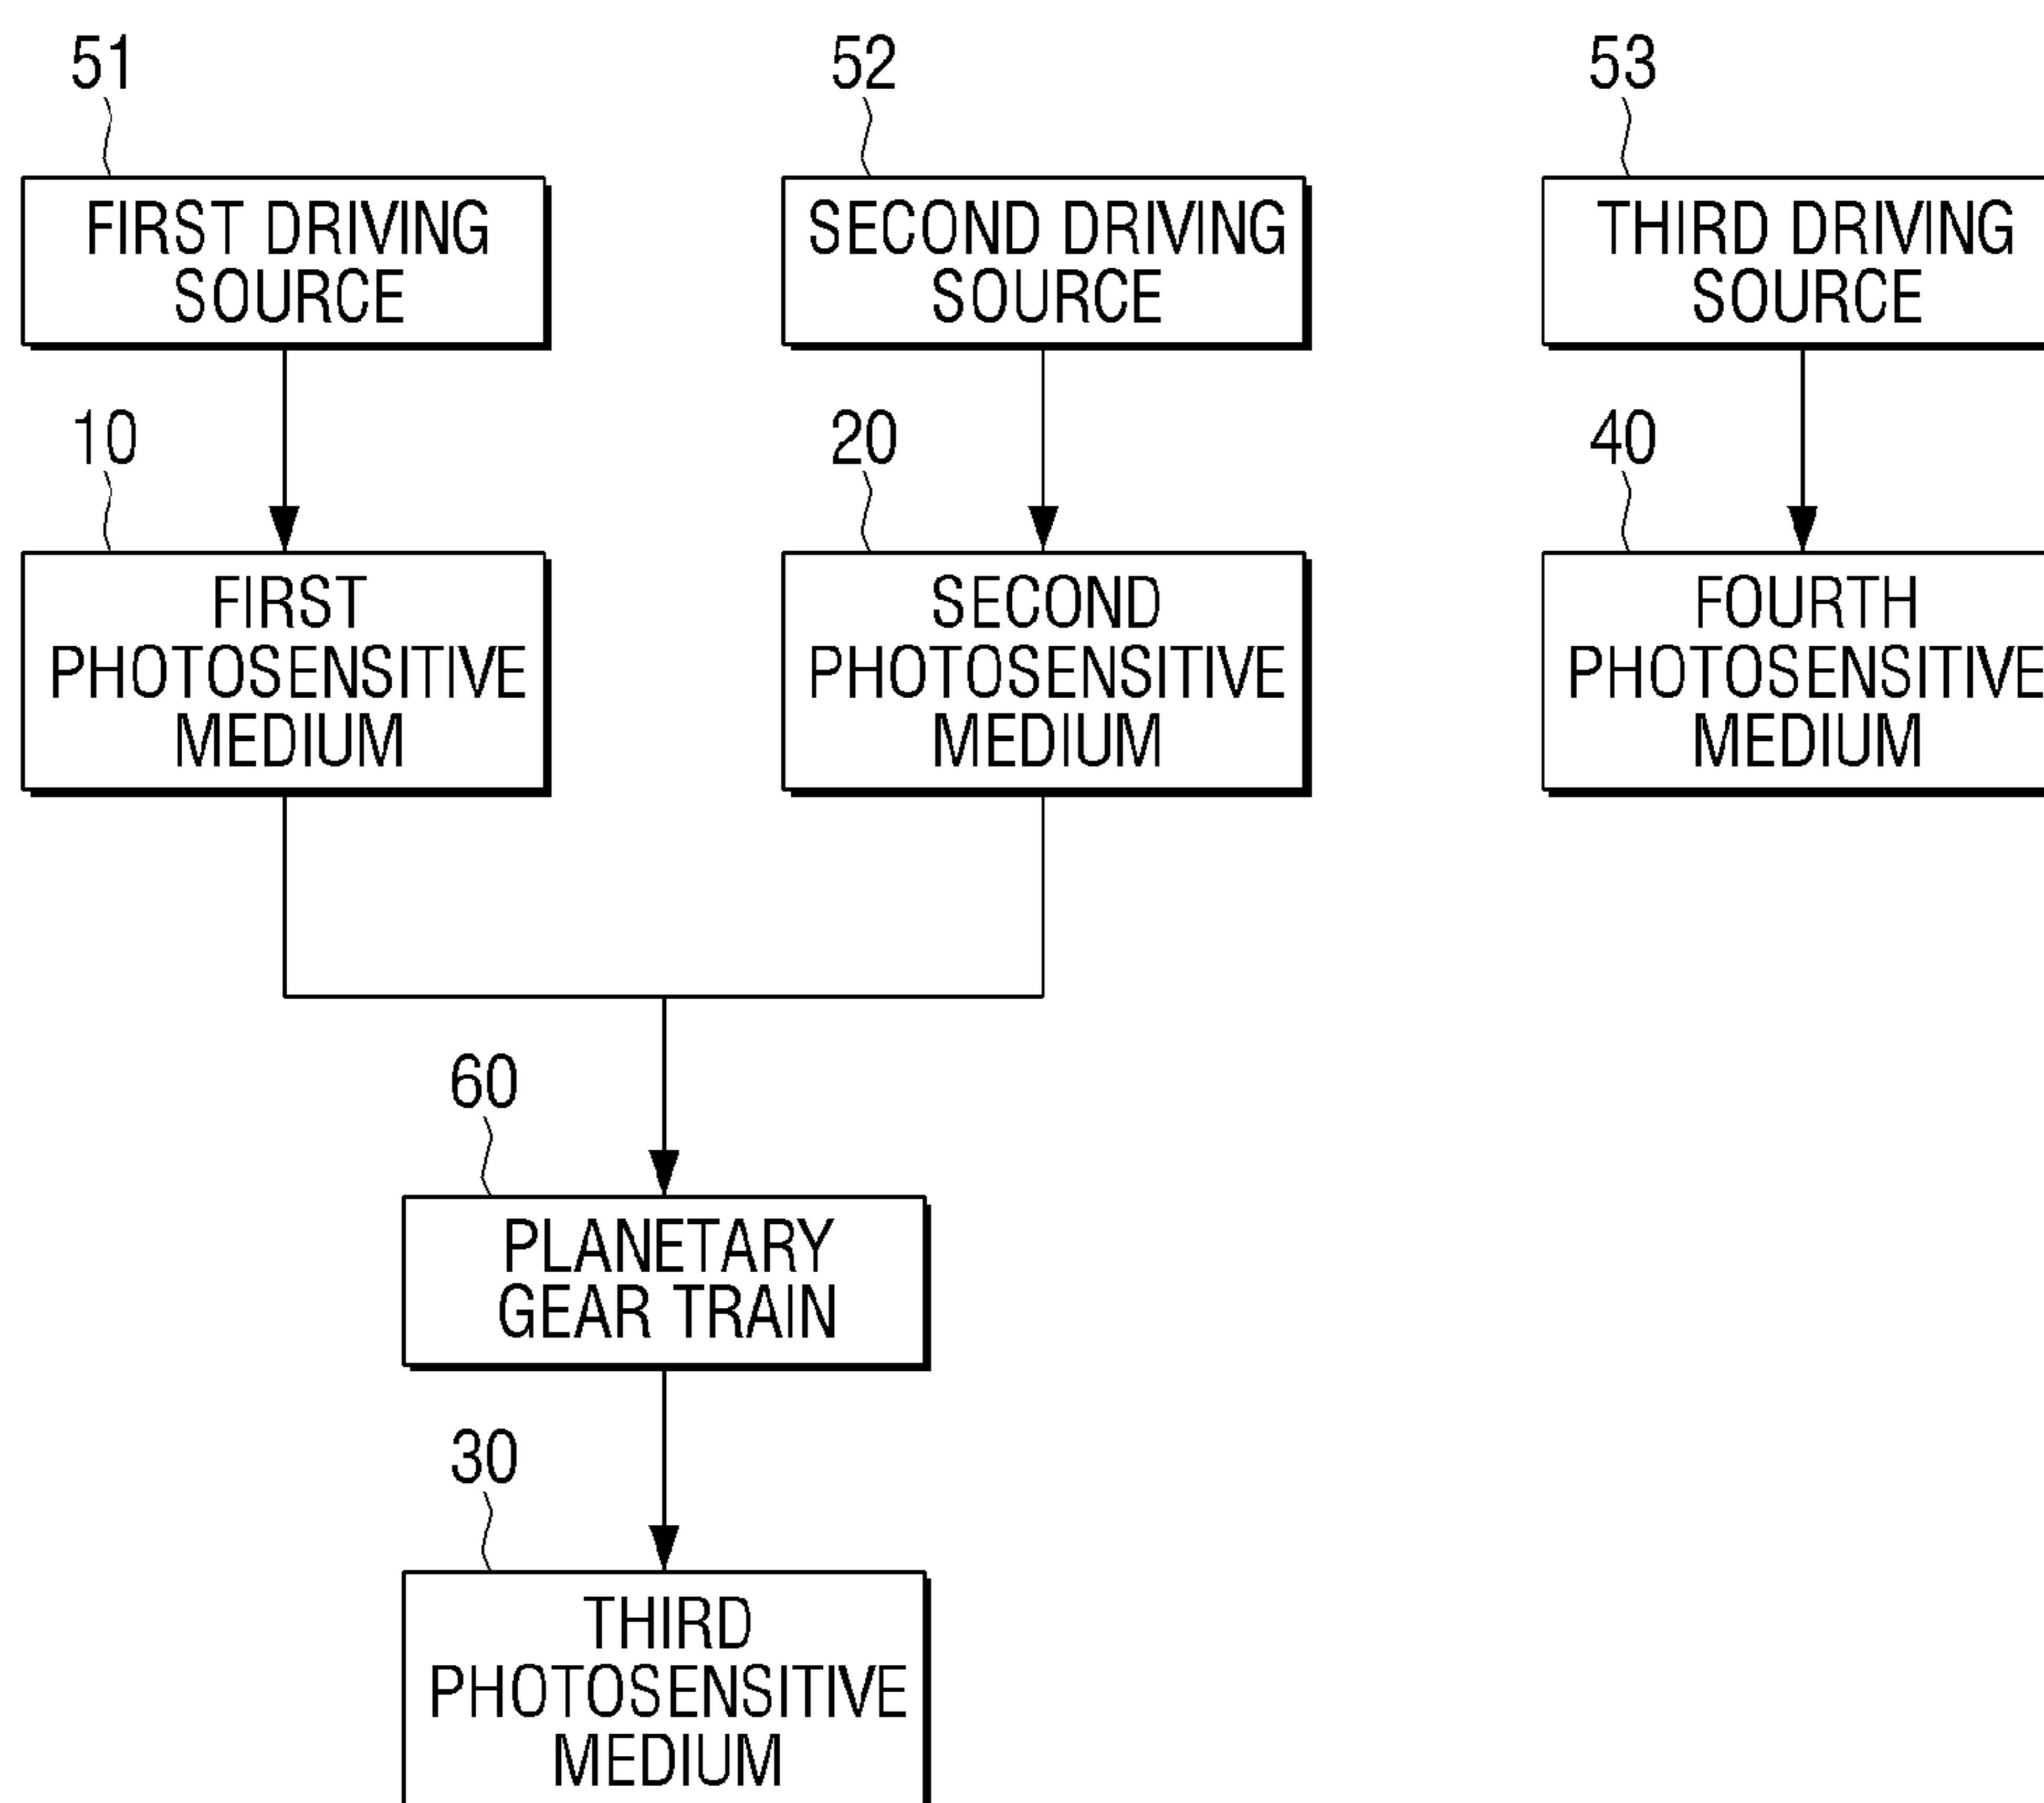 51
52
53
FIRST DRIVING
SOURCE
SECOND DRIVING
SOURCE
THIRD DRIVING
SOURCE
10
20
40
FIRST
PHOTOSENSITIVE
MEDIUM
SECOND
PHOTOSENSITIVE
MEDIUM
FOURTH
PHOTOSENSITIVE
MEDIUM
60
PLANETARY
GEAR TRAIN
30
THIRD
PHOTOSENSITIVE
MEDIUM